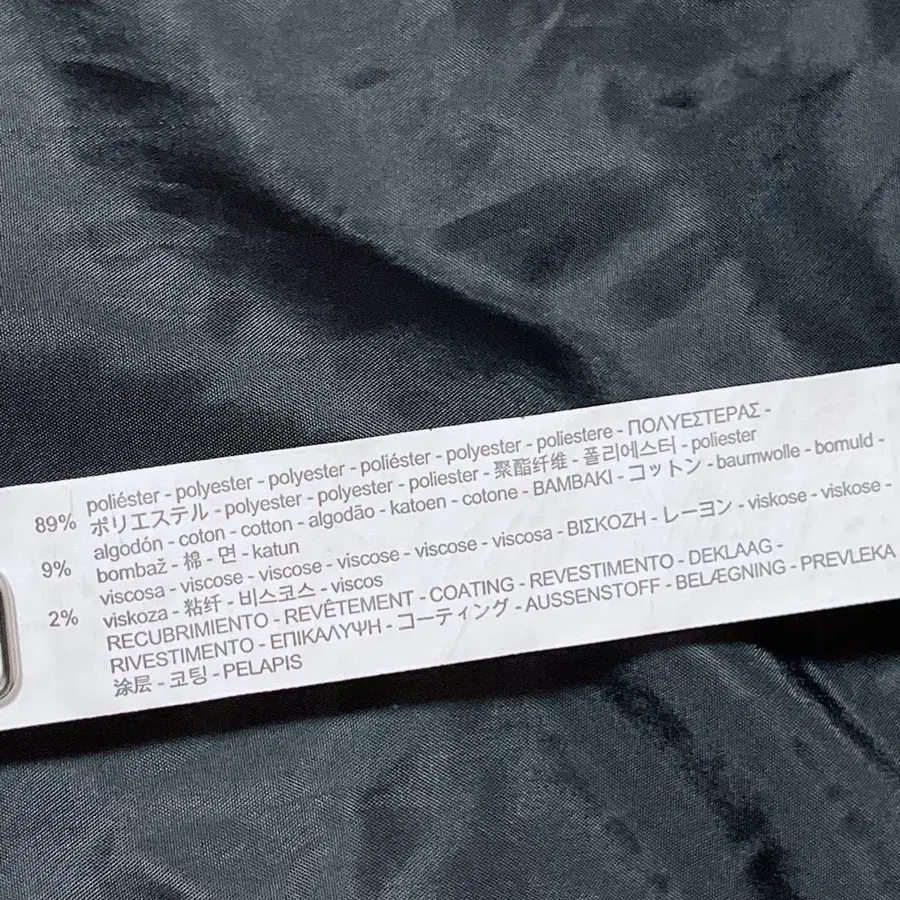 89% poliéster - polyester - polyester - poliéster - polyester - poliestere - ΠΟΛΥΕΣΤΕΡΑΣ -
ポリエステル - polyester - polyester - poliester - 聚酯纤维 - 폴리에스터 - poliester
9% algodón - coton - cotton - algodão - katoen - cotone - BAMBAKI - コットン - baumwolle - bomuld -
bombaž - 棉 - 면 - katun
2% viscosa - viscose - viscose - viscose - viscose - viscosa - ΒΙΣΚΟΖΗ - レーヨン - viskose - viskose -
viskoza - 粘纤 - 비스코스 - viscos
RECUBRIMIENTO - REVÊTEMENT - COATING - REVESTIMENTO - DEKLAAG -
RIVESTIMENTO - ΕΠΙΚΑΛΥΨΗ - コーティング - AUSSENSTOFF - BELÆGNING - PREVLEKA
涂层 - 코팅 - PELAPIS